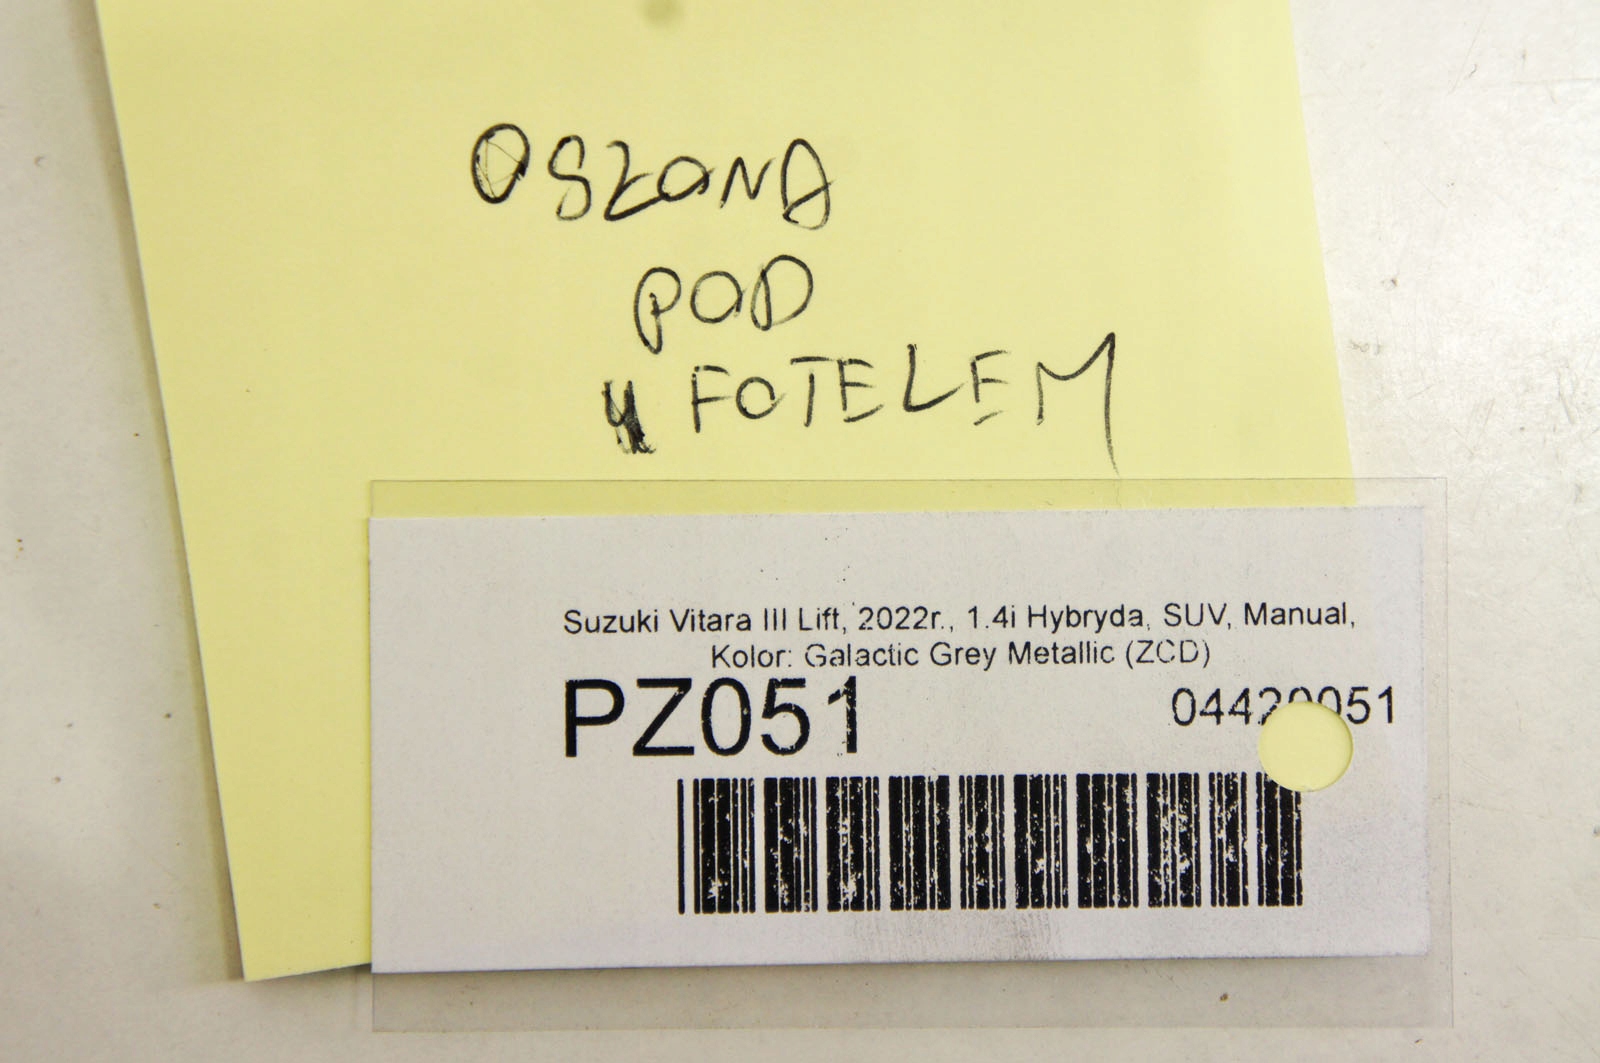 OSŁONA
POD
FOTELEM
Suzuki Vitara III Lift, 2022r., 1.4i Hybryda, SUV, Manual,
Kolor: Galactic Grey Metallic (ZCD)
PZ051